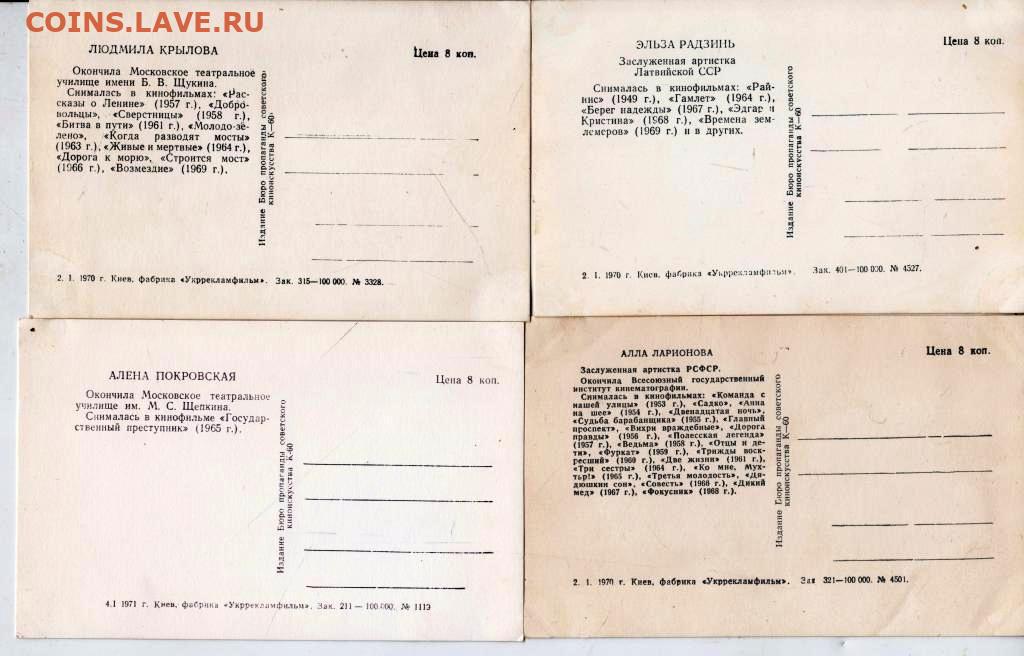 COINS.LAVE.RU
ЛЮДМИЛА КРЫЛОВА
Цена 8 коп.
Окончила Московское театральное
училище имени Б. В. Щукина.
Снималась в кинофильмах: «Рас-
сказы о Ленине» (1957 г.), «Добро-
вольцы», «Сверстницы» (1958 г.),
«Битва в пути» (1961 г.), «Молодо-зе-
лено», «Когда разводят мосты»
(1963 г.), «Живые и мертвые» (1964 г.),
«Дорога к морю», «Строится мост»
(1966 г.), «Возмездие» (1969 г.).
Издание Бюро пропаганды советского
киноискусства К—60
2. 1. 1970 г. Киев, фабрика «Укррекламфильм». Зак. 315—100 000. № 3328.
ЭЛЬЗА РАДЗИНЬ
Цена 8 коп.
Заслуженная артистка
Латвийской ССР
Снималась в кинофильмах: «Рай-
нис» (1949 г.), «Гамлет» (1964 г.),
«Берег надежды» (1967 г.), «Эдгар и
Кристина» (1968 г.), «Времена зем-
лемеров» (1969 г.) и в других.
Издание Бюро пропаганды советского
киноискусства К—60
2. 1. 1970 г. Киев, фабрика «Укррекламфильм». Зак. 401—100 000. № 4527.
АЛЕНА ПОКРОВСКАЯ
Цена 8 коп.
Окончила Московское театральное
училище им. М. С. Щепкина.
Снималась в кинофильме «Государ-
ственный преступник» (1965 г.).
Издание Бюро пропаганды советского
киноискусства К-60
4.1 1971 г. Киев, фабрика «Укррекламфильм». Зак. 211 — 100.000. № 1119
АЛЛА ЛАРИОНОВА
Цена 8 коп.
Заслуженная артистка РСФСР.
Окончила Всесоюзный государственный
институт кинематографии.
Снималась в кинофильмах: «Команда с
нашей улицы» (1953 г.), «Садко», «Анна
на шее» (1954 г.), «Двенадцатая ночь»,
«Судьба барабанщика» (1955 г.), «Главный
проспект», «Вихри враждебные», «Дорога
правды» (1956 г.), «Полесская легенда»
(1957 г.), «Ведьма» (1958 г.), «Отцы и де-
ти», «Фуркат» (1959 г.), «Трижды воск-
ресший» (1960 г.), «Две жизни» (1961 г.),
«Три сестры» (1964 г.), «Ко мне, Мух-
тыр!» (1965 г.), «Третья молодость», «Дя-
дюшкин сон», «Совесть» (1966 г.), «Дикий
мед» (1967 г.), «Фокусник» (1968 г.).
Издание Бюро пропаганды советского
киноискусства К—60
2. 1. 1970 г. Киев, фабрика «Укррекламфильм». Зак 321—100 000. № 4501.